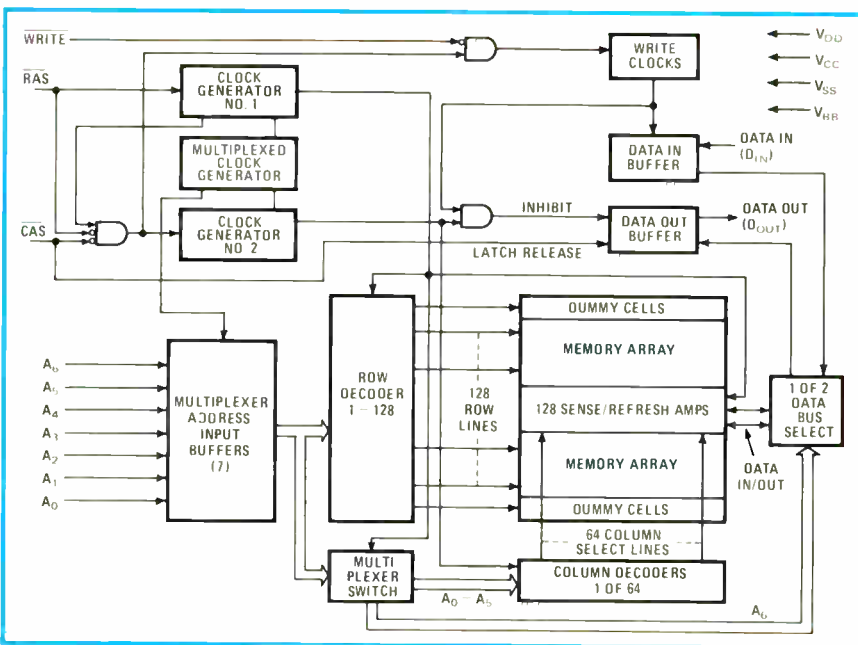 WRITE
RAS
CAS
CLOCK
GENERATOR
NO. 1
MULTIPLEXED
CLOCK
GENERATOR
CLOCK
GENERATOR
NO 2
WRITE
CLOCKS
VDD
VCC
VSS
VBB
DATA IN
BUFFER
DATA IN
(DIN)
INHIBIT
DATA OUT
BUFFER
DATA OUT
(DOUT)
LATCH RELEASE
A6
A5
A4
A3
A2
A1
A0
MULTIPLEXER
ADDRESS
INPUT
BUFFERS
(7)
ROW
DECODER
1 – 128
128
ROW
LINES
DUMMY CELLS
MEMORY ARRAY
128 SENSE/REFRESH AMPS
MEMORY ARRAY
DUMMY CELLS
1 OF 2
DATA
BUS
SELECT
DATA
IN/OUT
64 COLUMN
SELECT LINES
MULTI
PLEXER
SWITCH
A0 – A5
COLUMN DECODERS
1 OF 64
A6